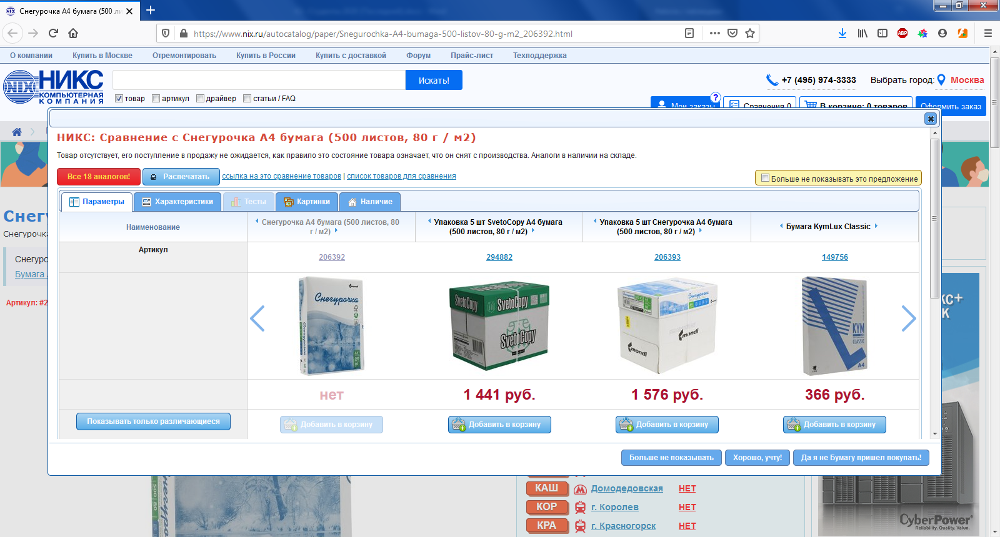 Снегурочка А4 бумага (500 ли
https://www.nix.ru/autocatalog/paper/Snegurochka-A4-bumaga-500-listov-80-g-m2_206392.html
ABP
О компании Купить в Москве Отремонтировать Купить в России Купить с доставкой Форум Прайс-лист Техподдержка
NIX НИКС
КОМПЬЮТЕРНАЯ
КОМПАНИЯ
Искать!
товар артикул драйвер статьи / FAQ
+7 (495) 974-3333 Выбрать город: Москва
?
Мои заказы Сравнения 0 В корзине: 0 товаров Оформить заказ
НИКС: Сравнение с Снегурочка А4 бумага (500 листов, 80 г / м2)
Товар отсутствует, его поступление в продажу не ожидается, как правило это состояние товара означает, что он снят с производства. Аналоги в наличии на складе.
Все 18 аналогов! Распечатать ссылка на это сравнение товаров | список товаров для сравнения
Больше не показывать это предложение
Параметры Характеристики Тесты Картинки Наличие
Наименование
Снегурочка А4 бумага (500 листов, 80
г / м2)
Упаковка 5 шт SvetoCopy А4 бумага
(500 листов, 80 г / м2)
Упаковка 5 шт Снегурочка А4 бумага
(500 листов, 80 г / м2)
Бумага KymLux Classic
Артикул
206392 294882 206393 149756
Снегурочка
SvetoCopy
SvetoCopy
SvetoCopy
Снегурочка
mondi
mondi
KYM
CLASSIC
A4
нет 1 441 руб. 1 576 руб. 366 руб.
Показывать только различающиеся
Добавить в корзину Добавить в корзину Добавить в корзину Добавить в корзину
Больше не показывать Хорошо, учту! Да я не Бумагу пришел покупать!
Снег
Снегурочка
Снегуро
Бумага
Артикул: #2
КАШ Домодедовская НЕТ
КОР г. Королев НЕТ
КРА г. Красногорск НЕТ
CyberPower
Reliability. Quality. Value.